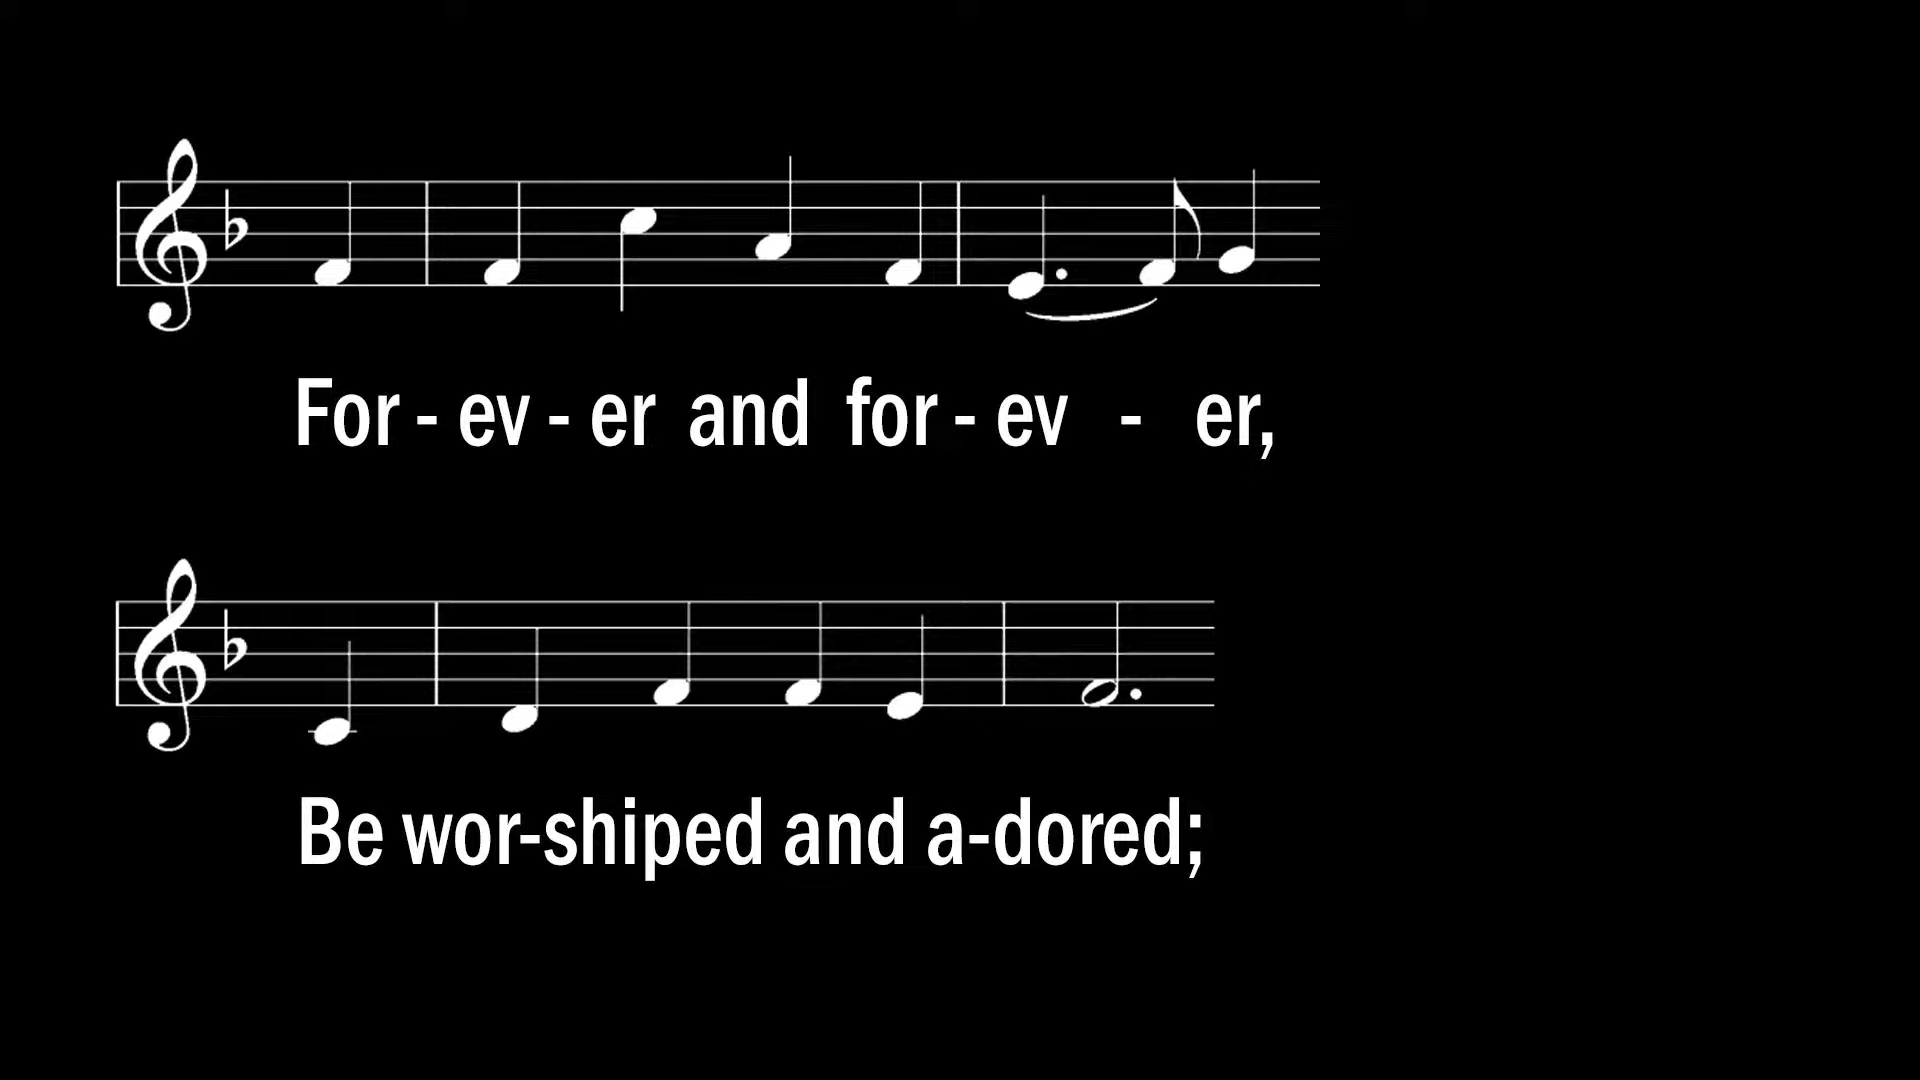 For - ev - er and for - ev - er,
Be wor-shiped and a-dored;